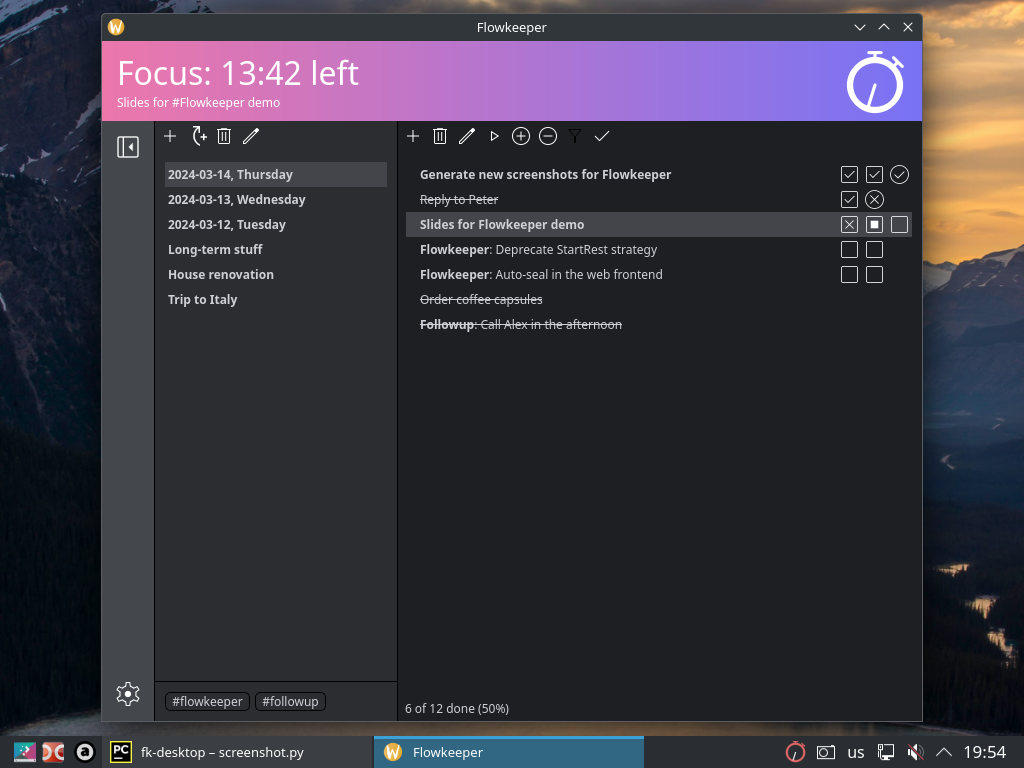 Flowkeeper
Focus: 13:42 left
Slides for #Flowkeeper demo
2024-03-14, Thursday
2024-03-13, Wednesday
2024-03-12, Tuesday
Long-term stuff
House renovation
Trip to Italy
#flowkeeper #followup
Generate new screenshots for Flowkeeper
Reply to Peter
Slides for Flowkeeper demo
Flowkeeper: Deprecate StartRest strategy
Flowkeeper: Auto-seal in the web frontend
Order coffee capsules
Followup: Call Alex in the afternoon
6 of 12 done (50%)
a PC fk-desktop – screenshot.py W Flowkeeper us 19:54